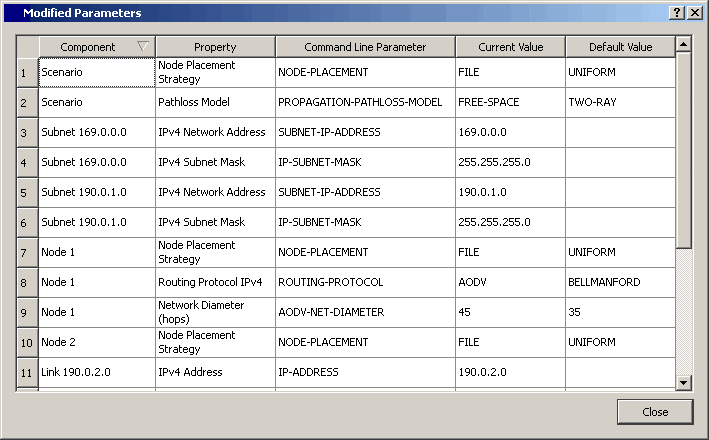 Modified Parameters
Component Property Command Line Parameter Current Value Default Value
1 Scenario Node Placement Strategy NODE-PLACEMENT FILE UNIFORM
2 Scenario Pathloss Model PROPAGATION-PATHLOSS-MODEL FREE-SPACE TWO-RAY
3 Subnet 169.0.0.0 IPv4 Network Address SUBNET-IP-ADDRESS 169.0.0.0
4 Subnet 169.0.0.0 IPv4 Subnet Mask IP-SUBNET-MASK 255.255.255.0
5 Subnet 190.0.1.0 IPv4 Network Address SUBNET-IP-ADDRESS 190.0.1.0
6 Subnet 190.0.1.0 IPv4 Subnet Mask IP-SUBNET-MASK 255.255.255.0
7 Node 1 Node Placement Strategy NODE-PLACEMENT FILE UNIFORM
8 Node 1 Routing Protocol IPv4 ROUTING-PROTOCOL AODV BELLMANFORD
9 Node 1 Network Diameter (hops) AODV-NET-DIAMETER 45 35
10 Node 2 Node Placement Strategy NODE-PLACEMENT FILE UNIFORM
11 Link 190.0.2.0 IPv4 Address IP-ADDRESS 190.0.2.0
Close